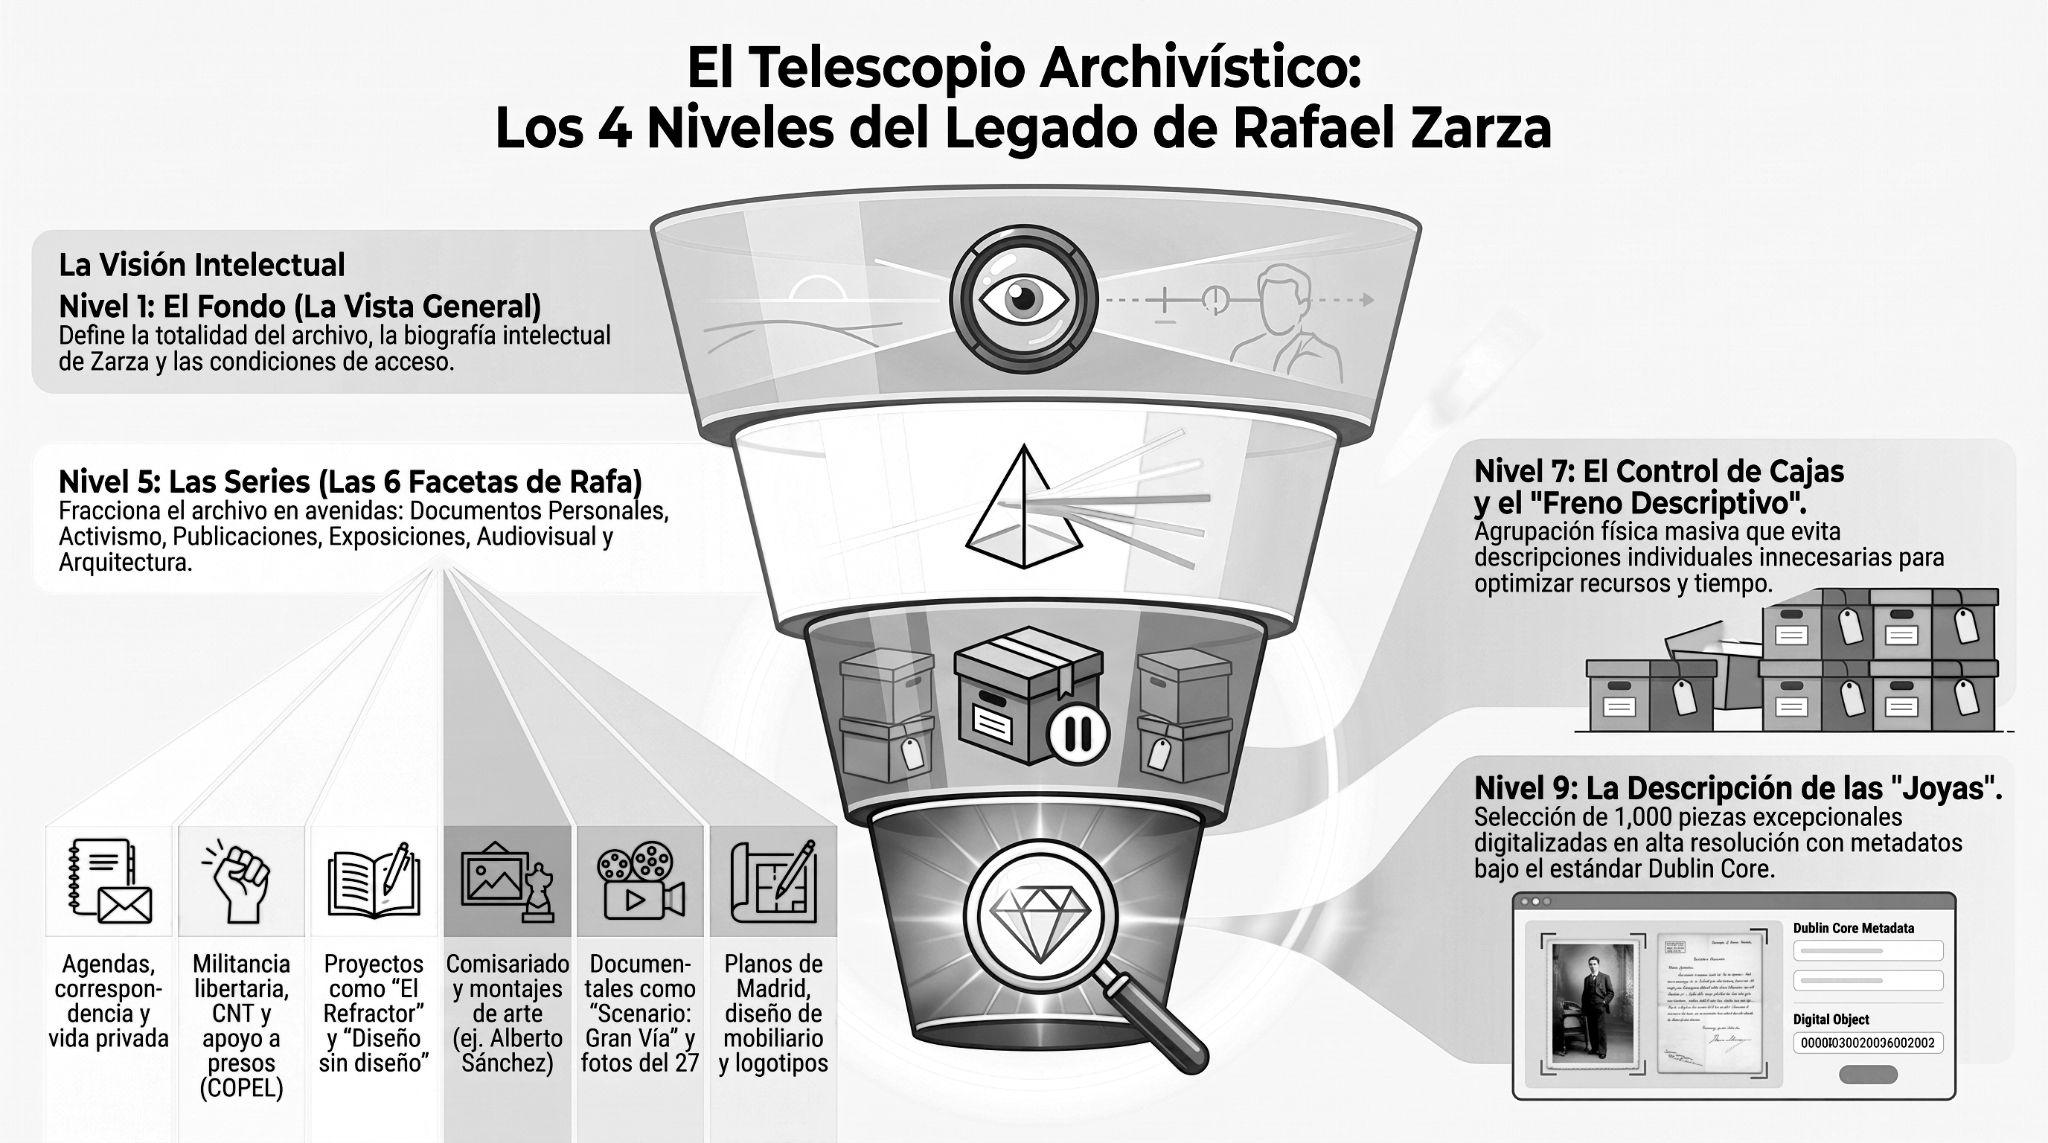 El Telescopio Archivístico:
Los 4 Niveles del Legado de Rafael Zarza
La Visión Intelectual
Nivel 1: El Fondo (La Vista General)
Define la totalidad del archivo, la biografía intelectual
de Zarza y las condiciones de acceso.
Nivel 5: Las Series (Las 6 Facetas de Rafa)
Fracciona el archivo en avenidas: Documentos Personales,
Activismo, Publicaciones, Exposiciones, Audiovisual y
Arquitectura.
Agendas,
correspon-
dencia y
vida privada
Militancia
libertaria,
CNT y
apoyo a
presos
(COPEL)
Proyectos
como “El
Refractor”
y “Diseño
sin diseño”
Comisariado
y montajes
de arte
(ej. Alberto
Sánchez)
Documen-
tales como
“Scenario:
Gran Vía” y
fotos del 27
Planos de
Madrid,
diseño de
mobiliario
y logotipos
Nivel 7: El Control de Cajas
y el "Freno Descriptivo".
Agrupación física masiva que evita
descripciones individuales innecesarias para
optimizar recursos y tiempo.
Nivel 9: La Descripción de las "Joyas".
Selección de 1,000 piezas excepcionales
digitalizadas en alta resolución con metadatos
bajo el estándar Dublin Core.
Dublin Core Metadata
Digital Object